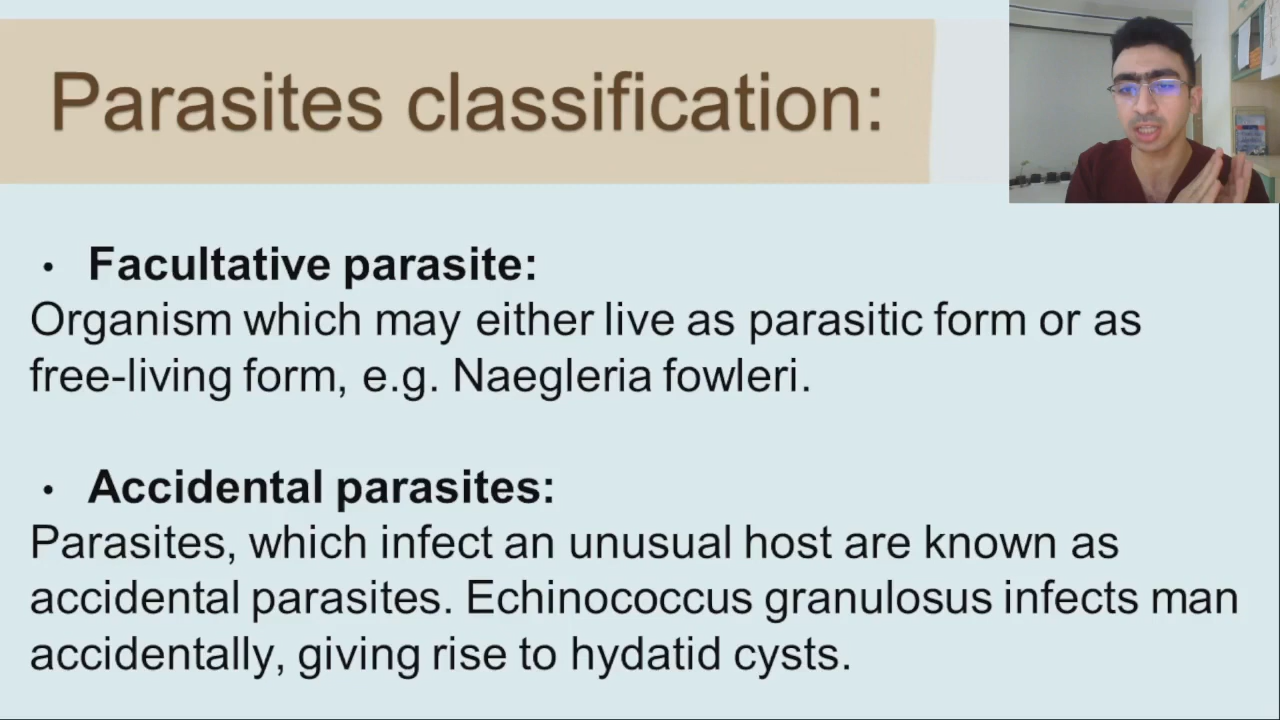 Parasites classification:
• Facultative parasite:
Organism which may either live as parasitic form or as
free-living form, e.g. Naegleria fowleri.
• Accidental parasites:
Parasites, which infect an unusual host are known as
accidental parasites. Echinococcus granulosus infects man
accidentally, giving rise to hydatid cysts.